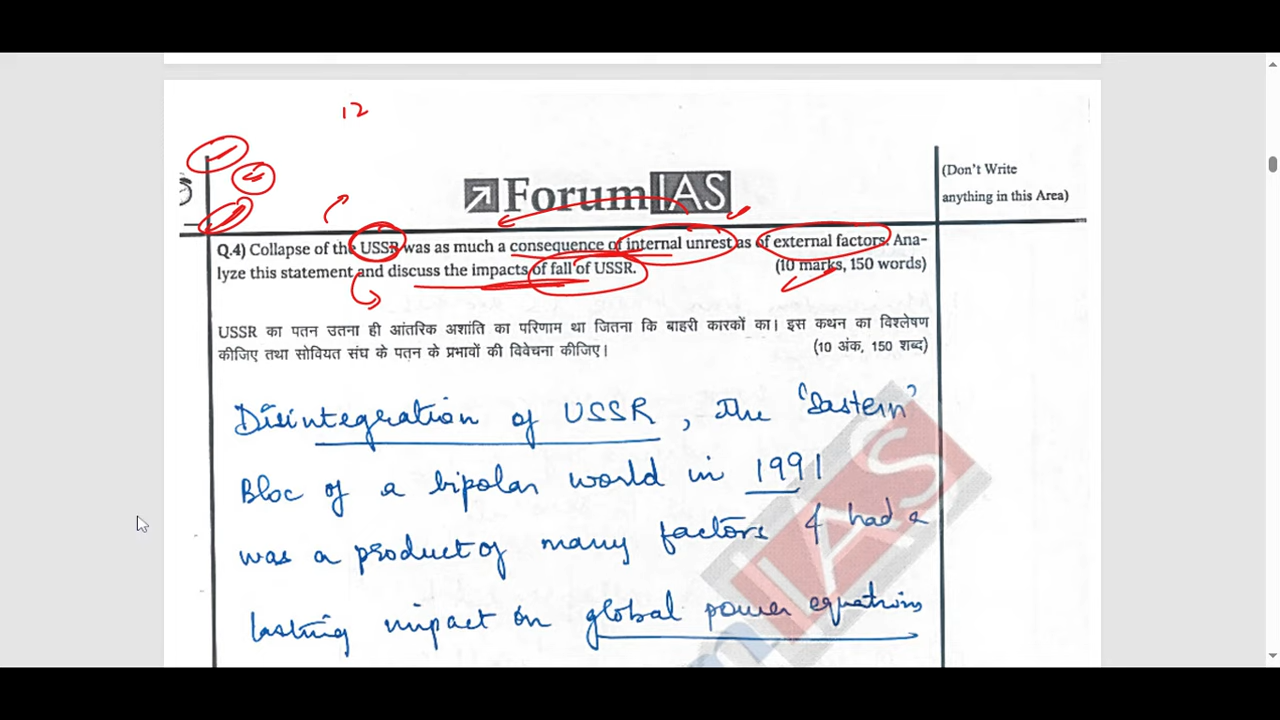 12
(Don't Write
anything in this Area)
ForumIAS
Q.4) Collapse of the USSR was as much a consequence of internal unrest as of external factors. Ana-
lyze this statement and discuss the impacts of fall of USSR. (10 marks, 150 words)
USSR का पतन उतना ही आंतरिक अशांति का परिणाम था जितना कि बाहरी कारकों का। इस कथन का विश्लेषण
कीजिए तथा सोवियत संघ के पतन के प्रभावों की विवेचना कीजिए। (10 अंक, 150 शब्द)
Disintegration of USSR, the "Eastern"
Bloc of a bipolar world in 1991
was a product of many factors & had a
lasting impact on global power equations